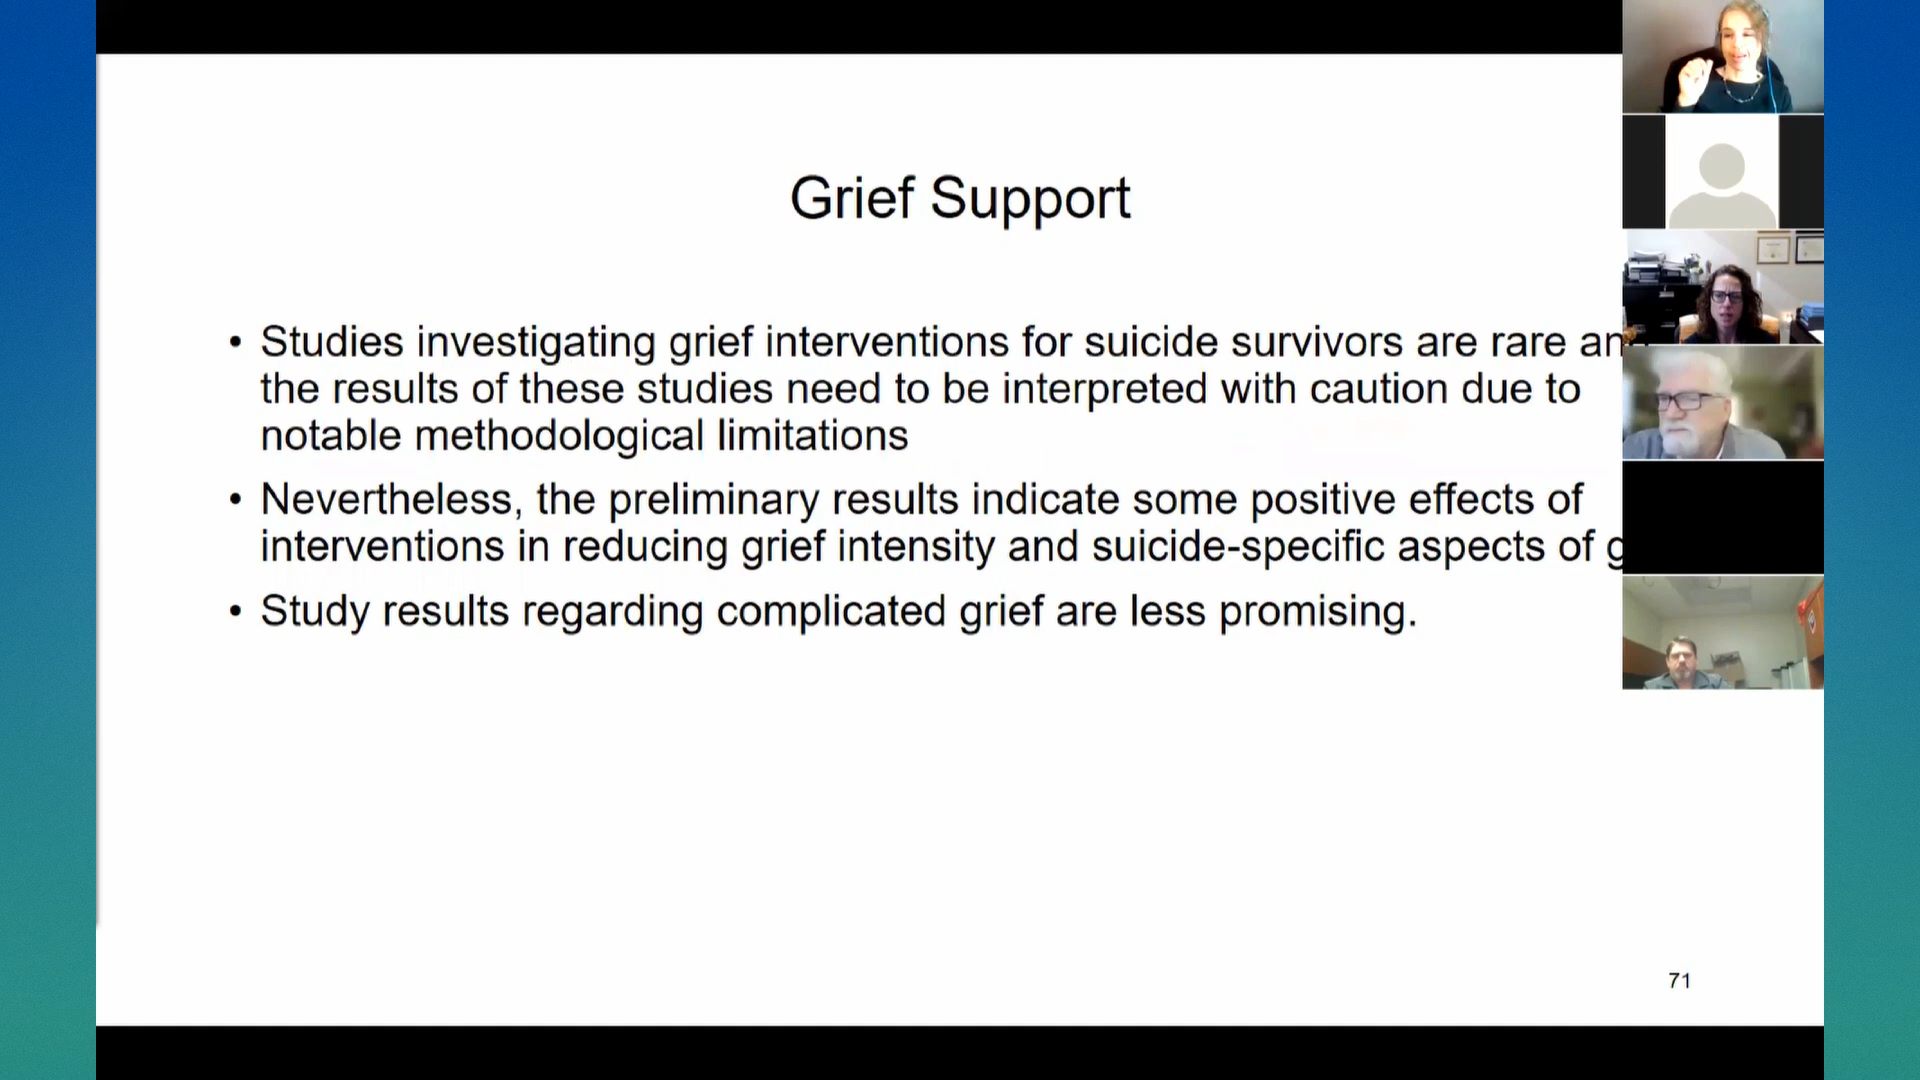 Grief Support
• Studies investigating grief interventions for suicide survivors are rare and
the results of these studies need to be interpreted with caution due to
notable methodological limitations
• Nevertheless, the preliminary results indicate some positive effects of
interventions in reducing grief intensity and suicide-specific aspects of
• Study results regarding complicated grief are less promising.
71